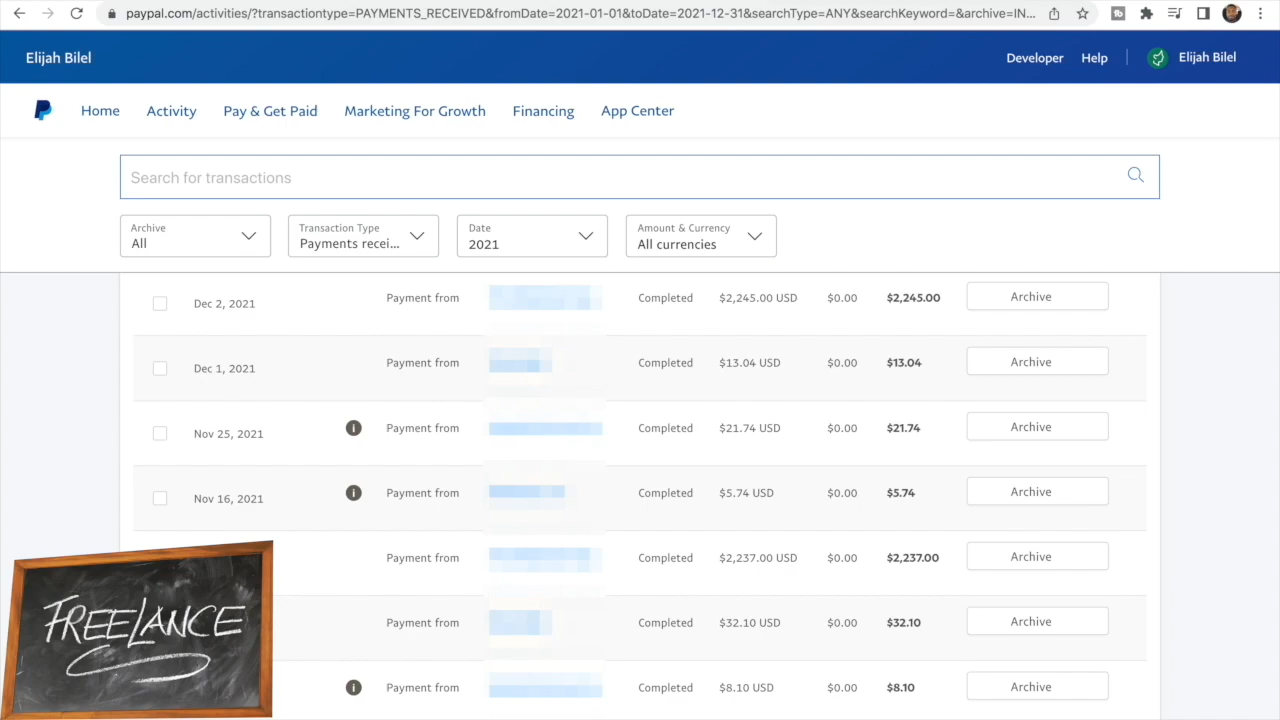 paypal.com/activities/?transactiontype=PAYMENTS_RECEIVED&fromDate=2021-01-01&toDate=2021-12-31&searchType=ANY&searchKeyword=&archive=IN...
Elijah Bilel Developer Help Elijah Bilel
Home Activity Pay & Get Paid Marketing For Growth Financing App Center
Search for transactions
Archive Transaction Type Date Amount & Currency
All Payments recei... 2021 All currencies
Dec 2, 2021 Payment from Completed $2,245.00 USD $0.00 $2,245.00 Archive
Dec 1, 2021 Payment from Completed $13.04 USD $0.00 $13.04 Archive
Nov 25, 2021 Payment from Completed $21.74 USD $0.00 $21.74 Archive
Nov 16, 2021 Payment from Completed $5.74 USD $0.00 $5.74 Archive
Payment from Completed $2,237.00 USD $0.00 $2,237.00 Archive
Payment from Completed $32.10 USD $0.00 $32.10 Archive
Payment from Completed $8.10 USD $0.00 $8.10 Archive
FREELANCE